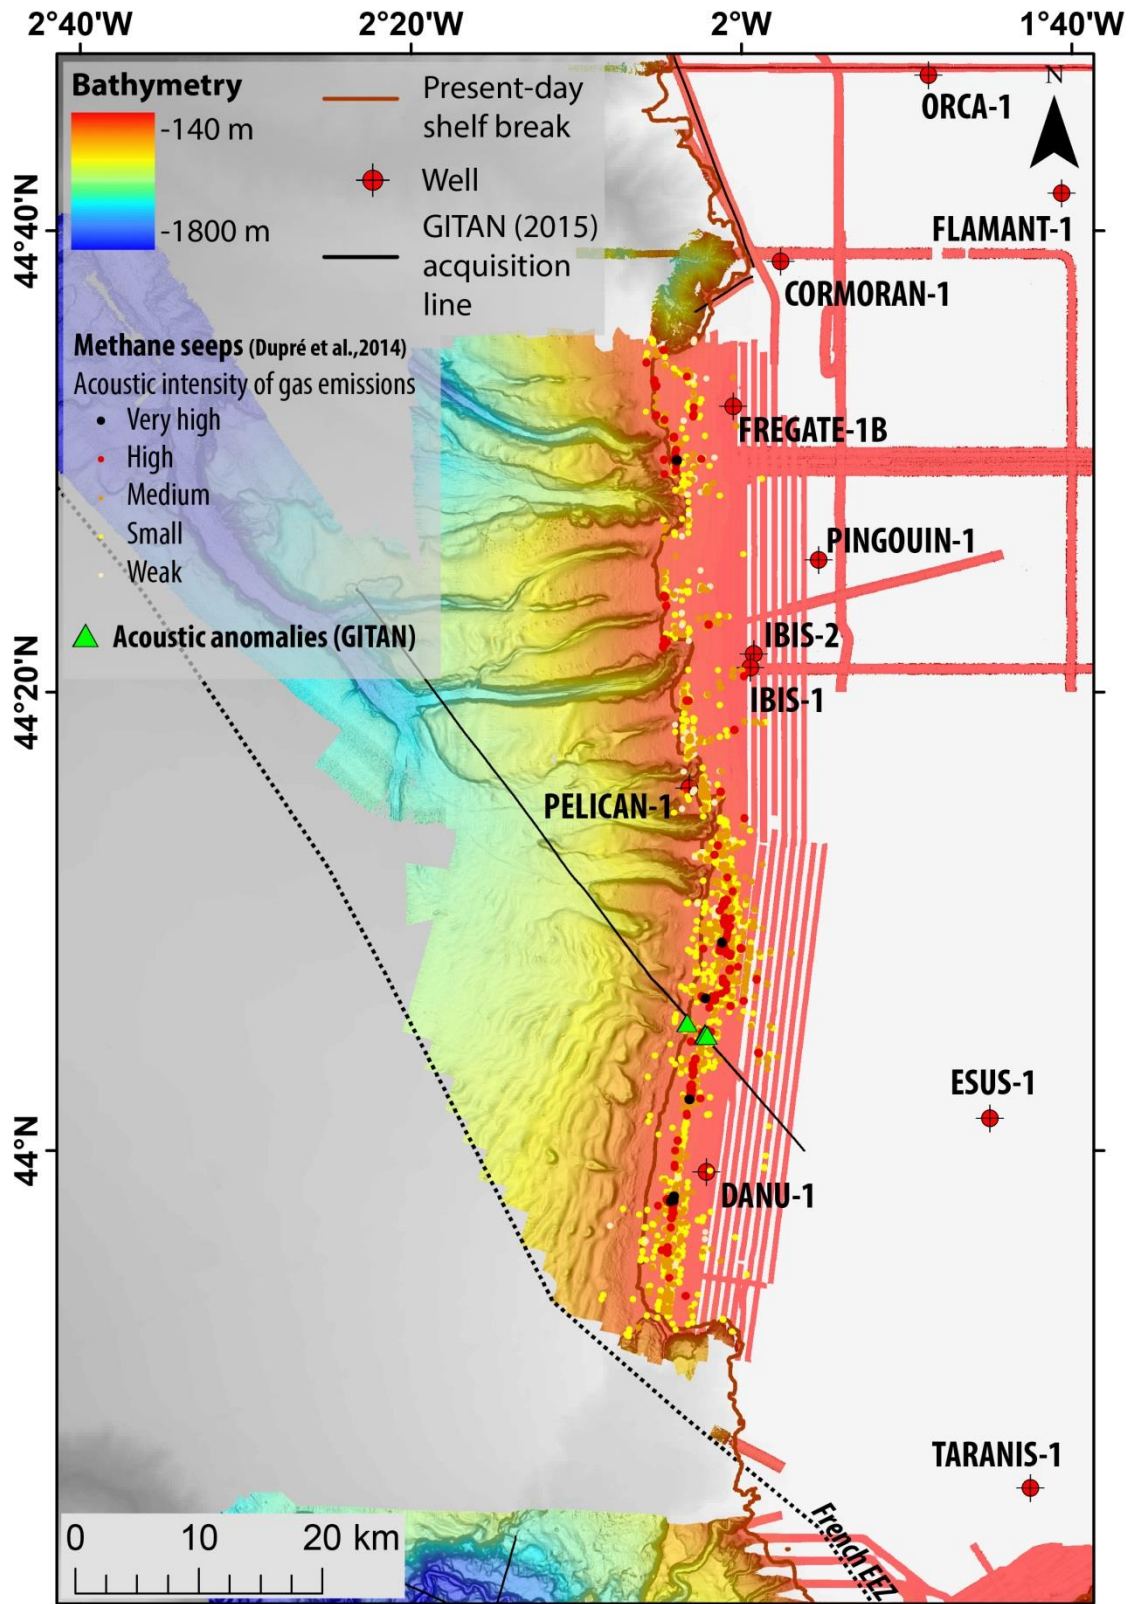 2°40'W 2°20'W 2°W 1°40'W
Bathymetry
-140 m
-1800 m
Present-day
shelf break
Well
GITAN (2015)
acquisition
line
Methane seeps (Dupré et al.,2014)
Acoustic intensity of gas emissions
Very high
High
Medium
Small
Weak
Acoustic anomalies (GITAN)
N
ORCA-1
FLAMANT-1
44°40'N
CORMORAN-1
FREGATE-1B
PINGOUIN-1
IBIS-2
IBIS-1
44°20'N
PELICAN-1
ESUS-1
44°N
DANU-1
TARANIS-1
French EEZ
0 10 20 km